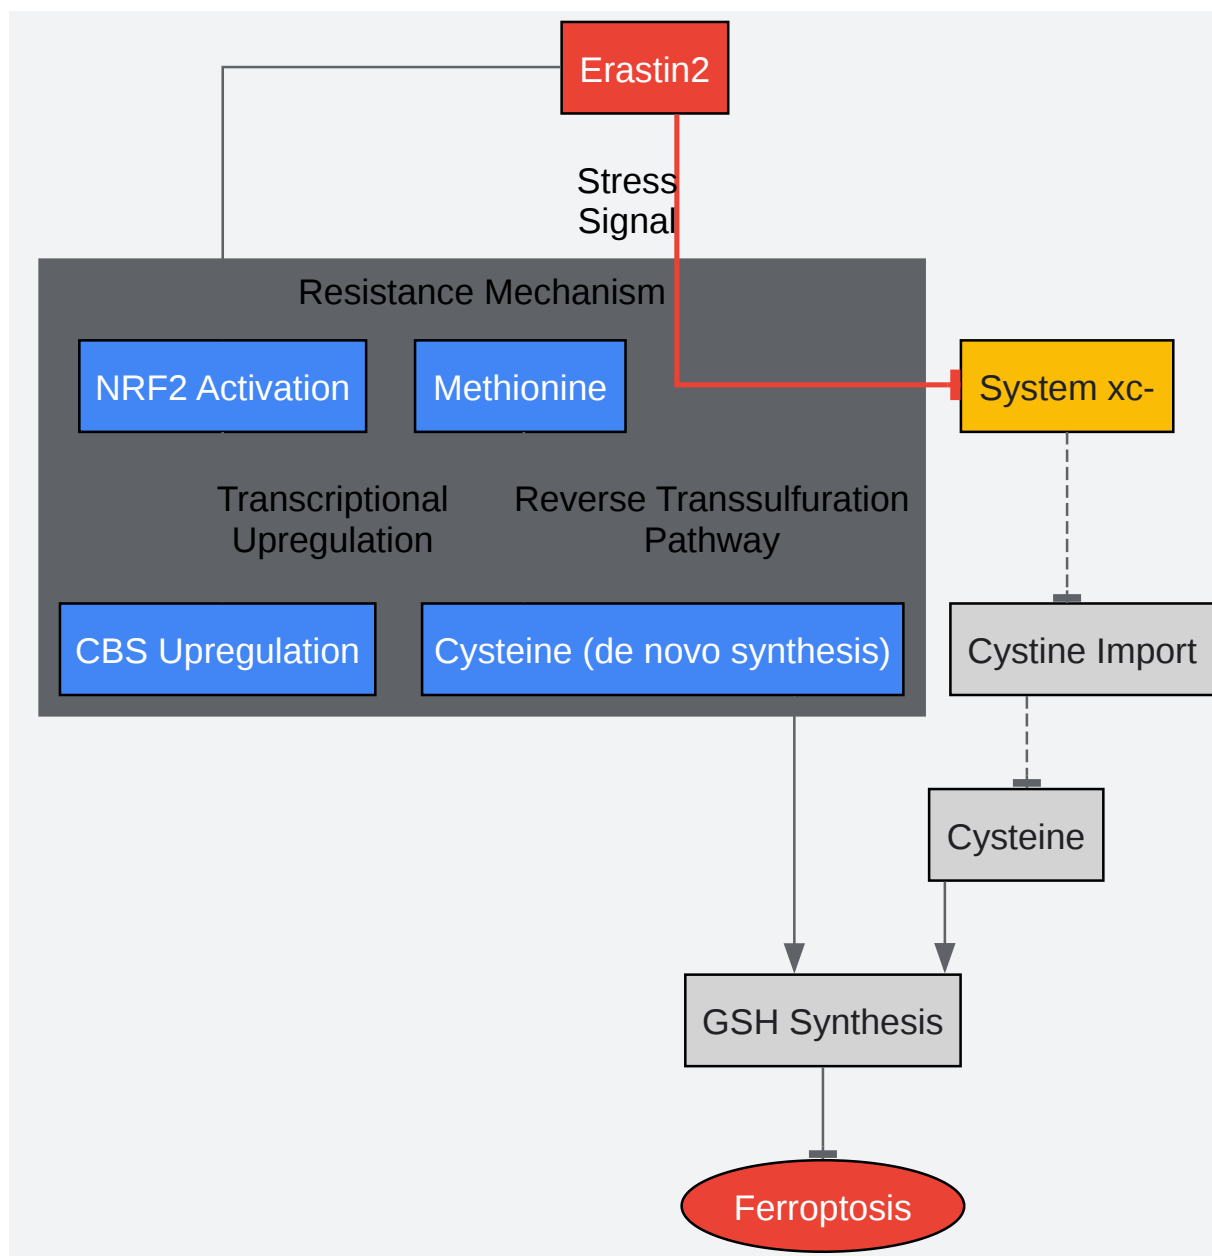 Erastin2
Stress
Signal
Resistance Mechanism
NRF2 Activation
Methionine
System xc-
Transcriptional
Upregulation
Reverse Transsulfuration
Pathway
CBS Upregulation
Cysteine (de novo synthesis)
Cystine Import
Cysteine
GSH Synthesis
Ferroptosis